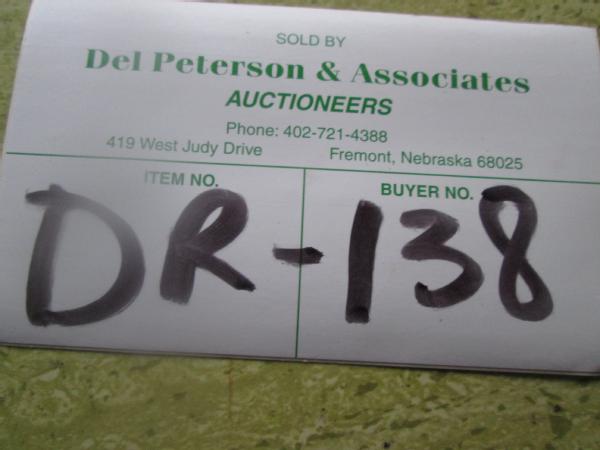 SOLD BY
Del Peterson & Associates
AUCTIONEERS
Phone: 402-721-4388
419 West Judy Drive Fremont, Nebraska 68025
ITEM NO. BUYER NO.
DR-138